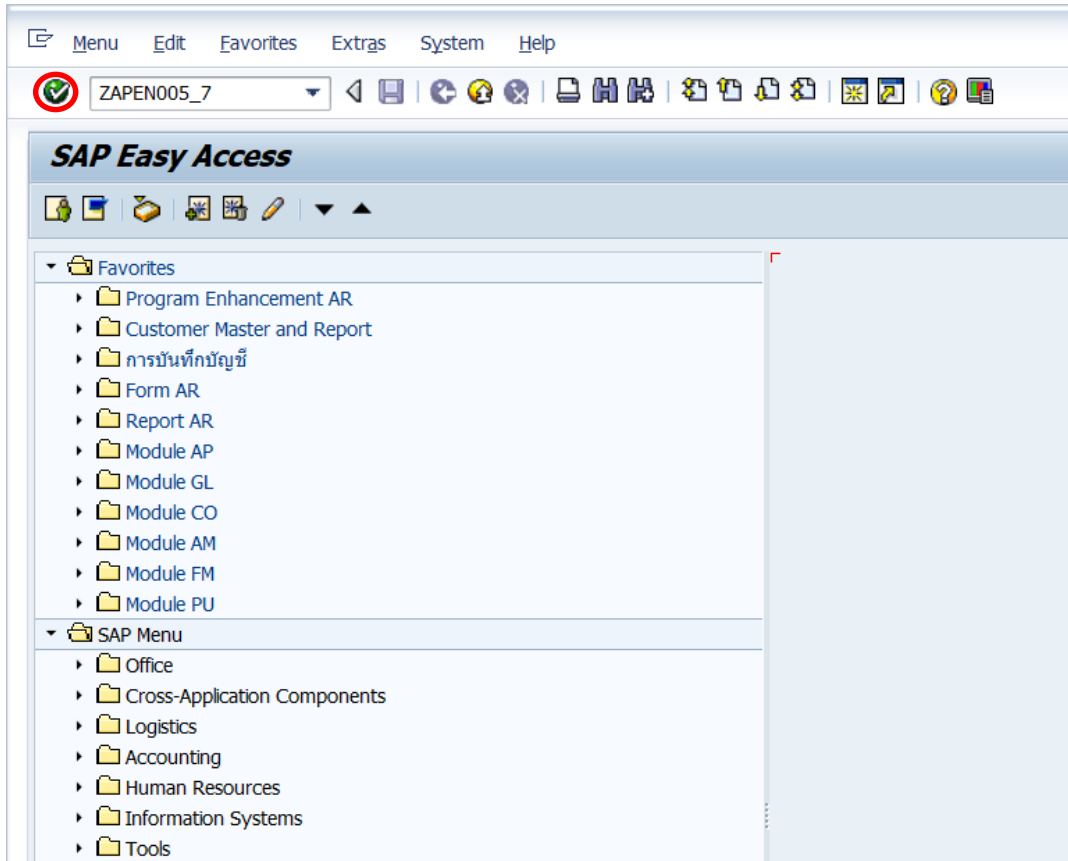 Menu Edit Favorites Extras System Help
ZAPEN005_7
SAP Easy Access
Favorites
Program Enhancement AR
Customer Master and Report
การบันทึกบัญชี
Form AR
Report AR
Module AP
Module GL
Module CO
Module AM
Module FM
Module PU
SAP Menu
Office
Cross-Application Components
Logistics
Accounting
Human Resources
Information Systems
Tools